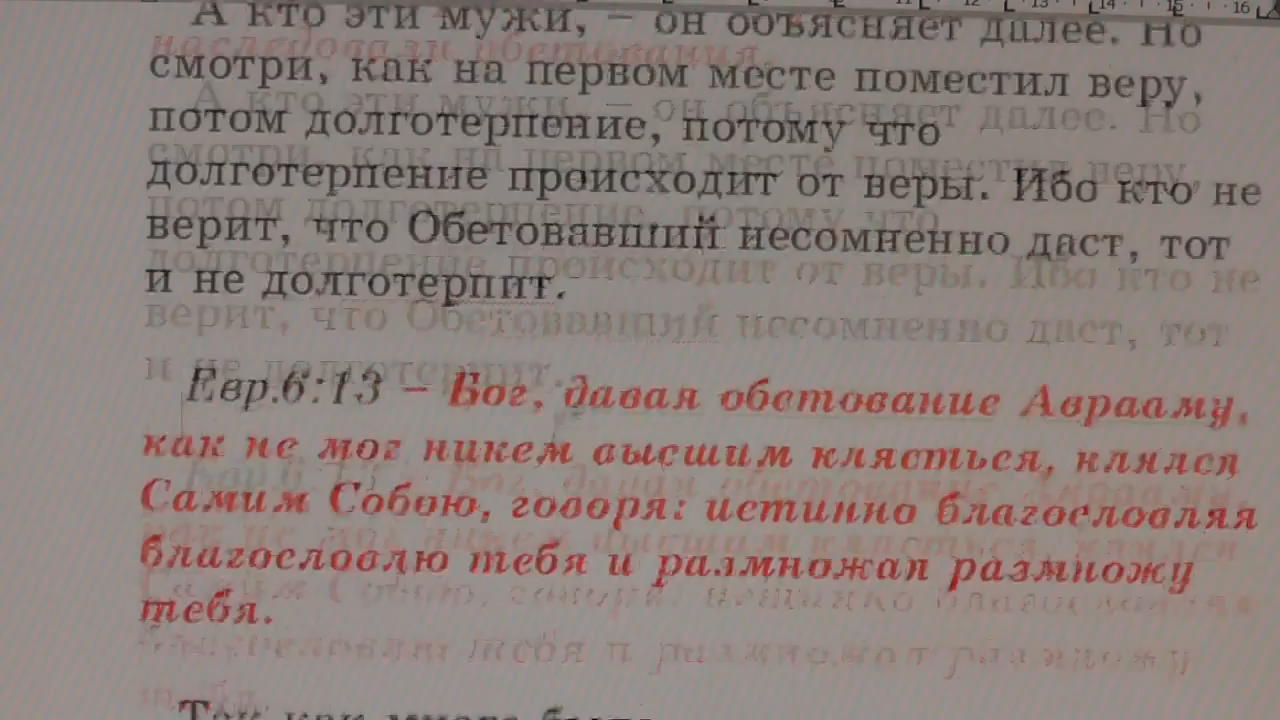 А кто эти мужи, – он объясняет далее. Но
смотри, как на первом месте поместил веру,
потом долготерпение, потому что
долготерпение происходит от веры. Ибо кто не
верит, что Обетовавший несомненно даст, тот
и не долготерпит.
Евр.6:13 – Бог, давая обетование Аврааму,
как не мог никем высшим клясться, клялся
Самим Собою, говоря: истинно благословляя
благословлю тебя и размножая размножу
тебя.